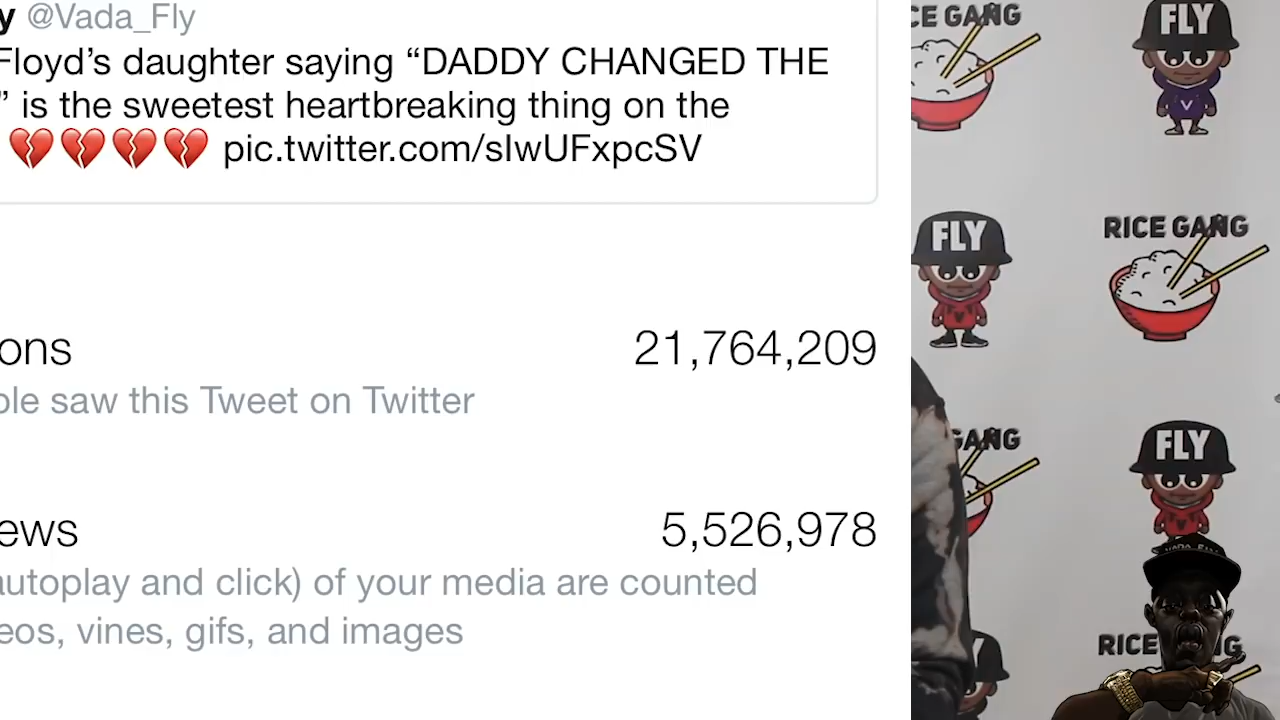 y @Vada_Fly
Floyd’s daughter saying “DADDY CHANGED THE
” is the sweetest heartbreaking thing on the
💔💔💔💔 pic.twitter.com/sIwUFxpcSV
ons 21,764,209
ple saw this Tweet on Twitter
ews 5,526,978
autoplay and click) of your media are counted
eos, vines, gifs, and images
CE GANG
FLY
V
FLY
RICE GANG
V
GANG
FLY
V
RICE G